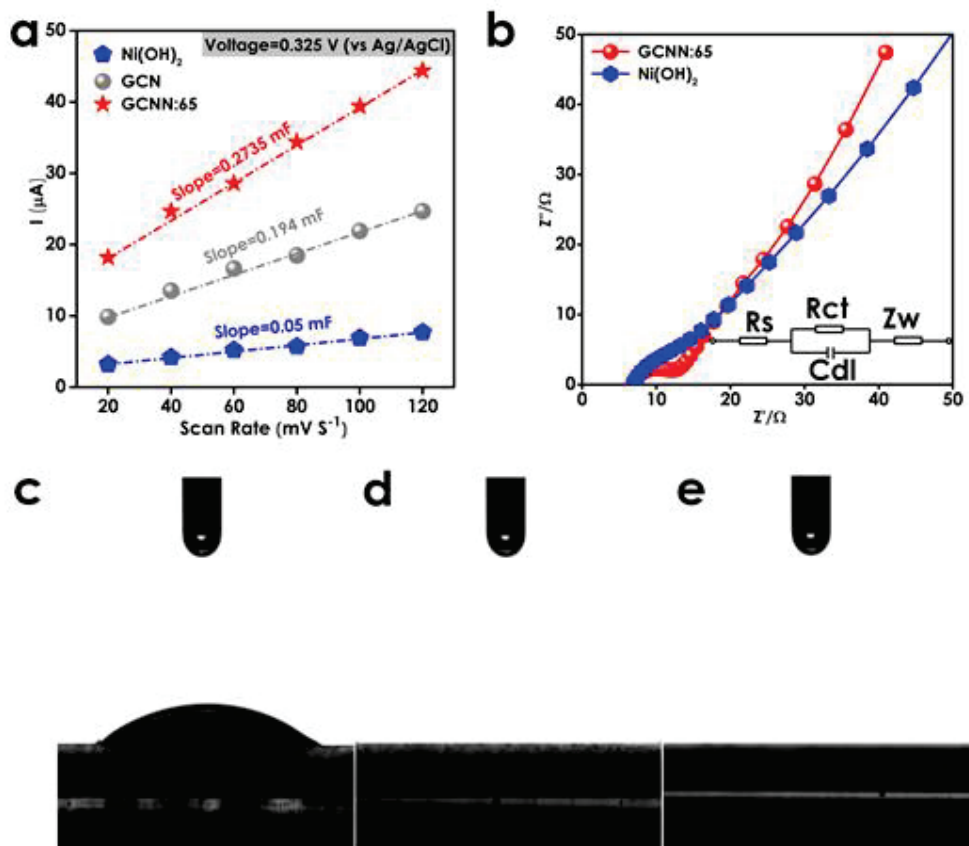 a
Voltage=0.325 V (vs Ag/AgCl)
Ni(OH)₂
GCN
GCNN:65
Slope=0.2735 mF
Slope=0.194 mF
Slope=0.05 mF
50
40
30
20
10
0
I (μA)
20 40 60 80 100 120
Scan Rate (mV S⁻¹)
b
GCNN:65
Ni(OH)₂
50
40
30
20
10
0
Z''/Ω
Rs Rct Zw
Cdl
0 10 20 30 40 50
Z'/Ω
c d e